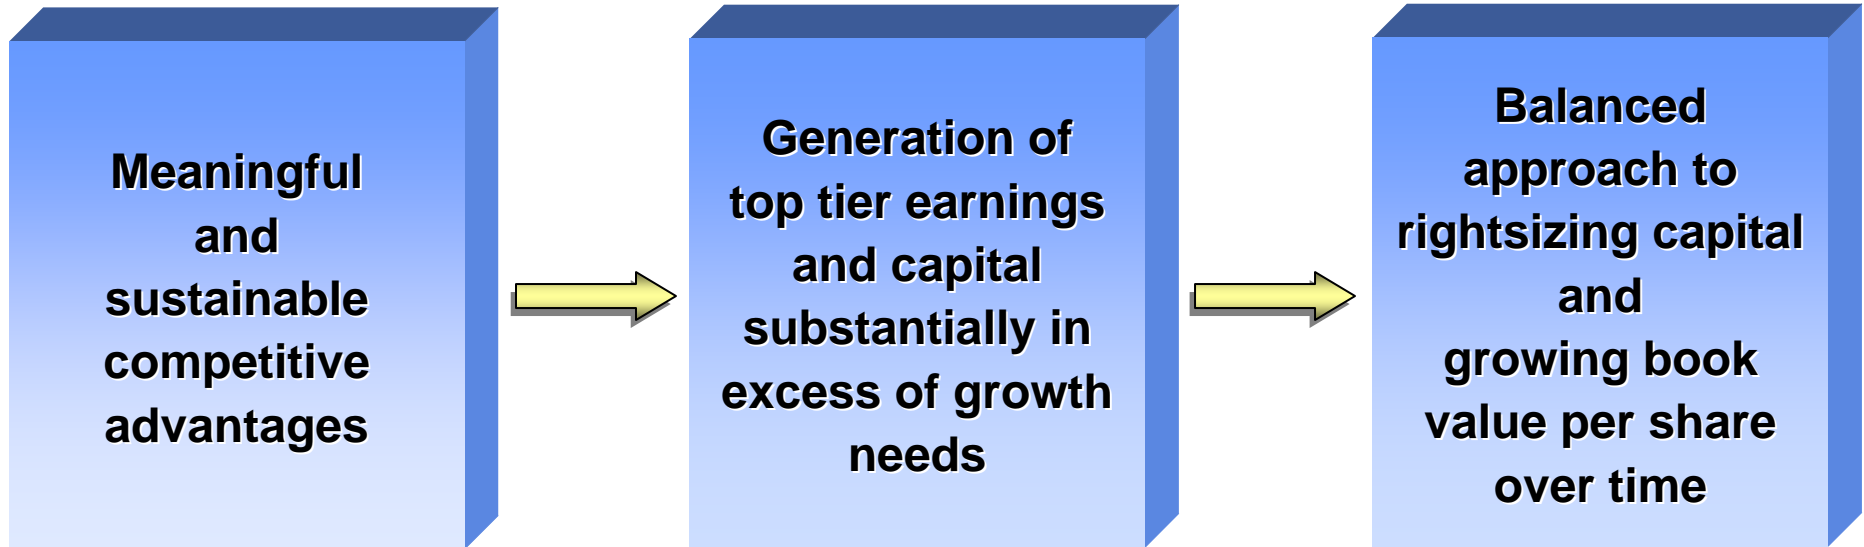 Meaningful
and
sustainable
competitive
advantages
Generation of
top tier earnings
and capital
substantially in
excess of growth
needs
Balanced
approach to
rightsizing capital
and
growing book
value per share
over time